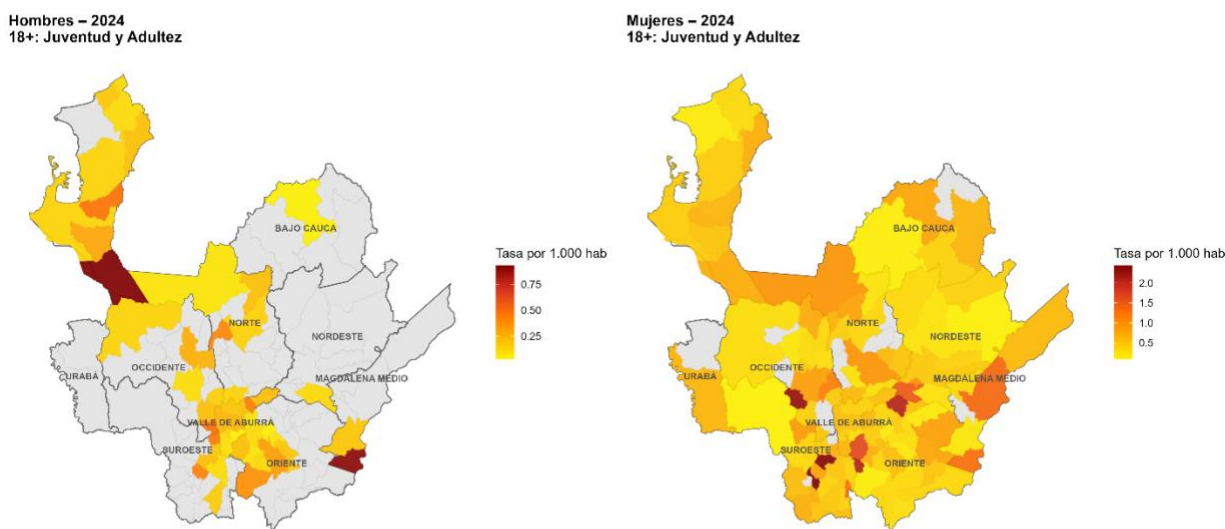 Hombres – 2024
18+: Juventud y Adultez
BAJO CAUCA
NORTE
NORDESTE
OCCIDENTE
URABÁ
MAGDALENA MEDIO
VALLE DE ABURRÁ
SUROESTE
ORIENTE
Tasa por 1.000 hab
0.75
0.50
0.25
Mujeres – 2024
18+: Juventud y Adultez
BAJO CAUCA
NORTE
NORDESTE
OCCIDENTE
URABÁ
MAGDALENA MEDIO
VALLE DE ABURRÁ
SUROESTE
ORIENTE
Tasa por 1.000 hab
2.0
1.5
1.0
0.5